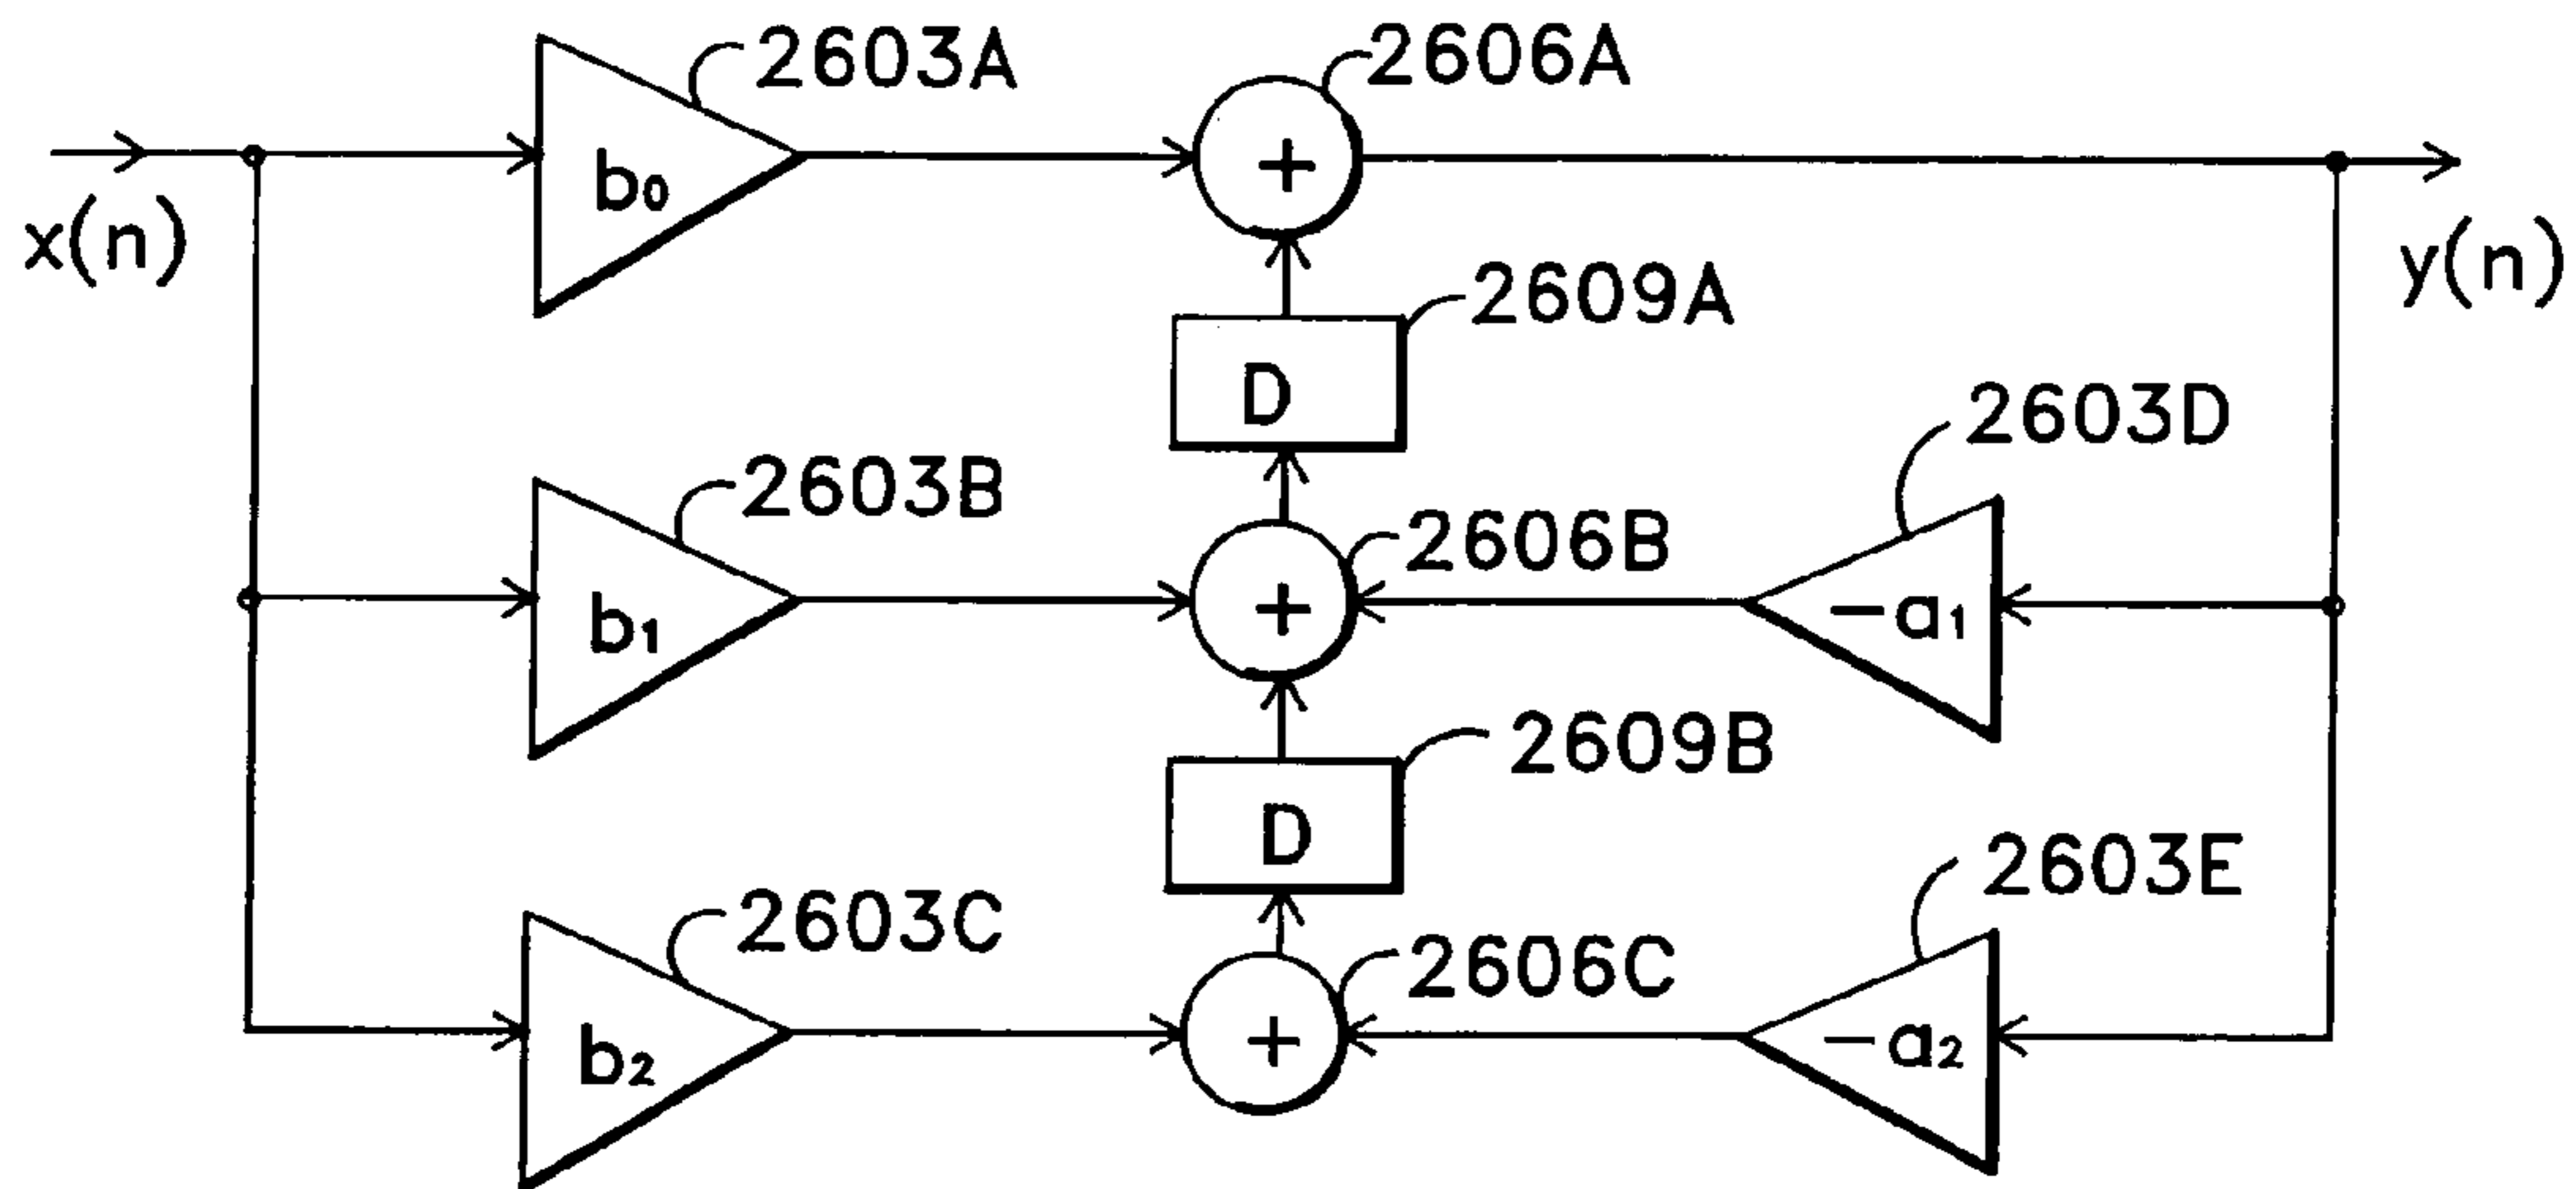 2603A
2606A
b₀
+
x(n)
y(n)
2609A
D
2603D
2603B
2606B
b₁
+
−a₁
2609B
D
2603E
2603C
2606C
b₂
+
−a₂